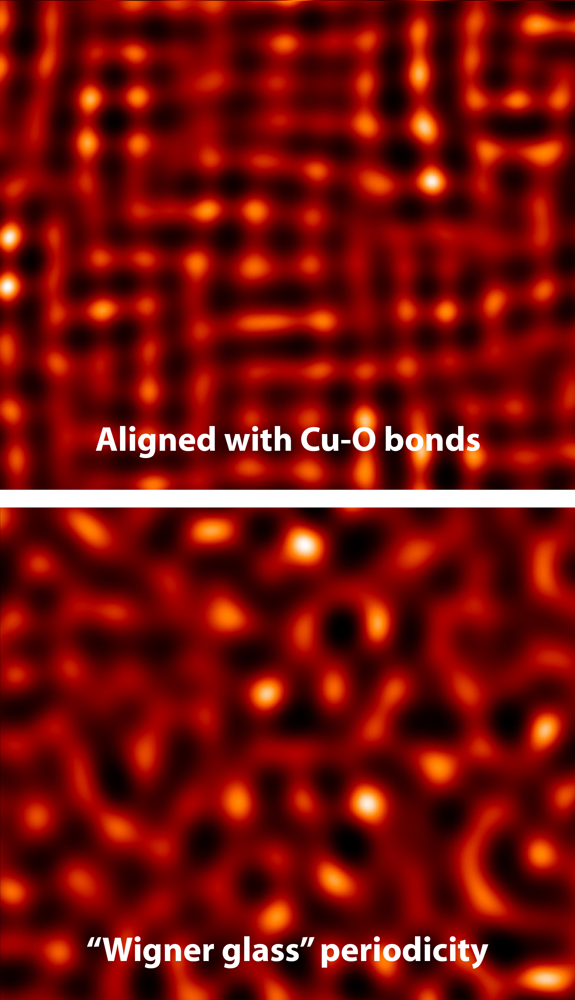 Aligned with Cu-O bonds
“Wigner glass” periodicity